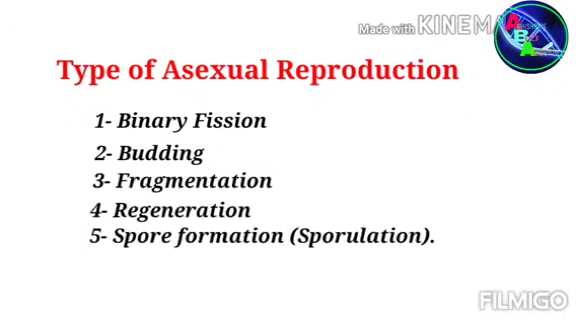 Made with KINEMA
ABA
Type of Asexual Reproduction
1- Binary Fission
2- Budding
3- Fragmentation
4- Regeneration
5- Spore formation (Sporulation).
FILMIGO